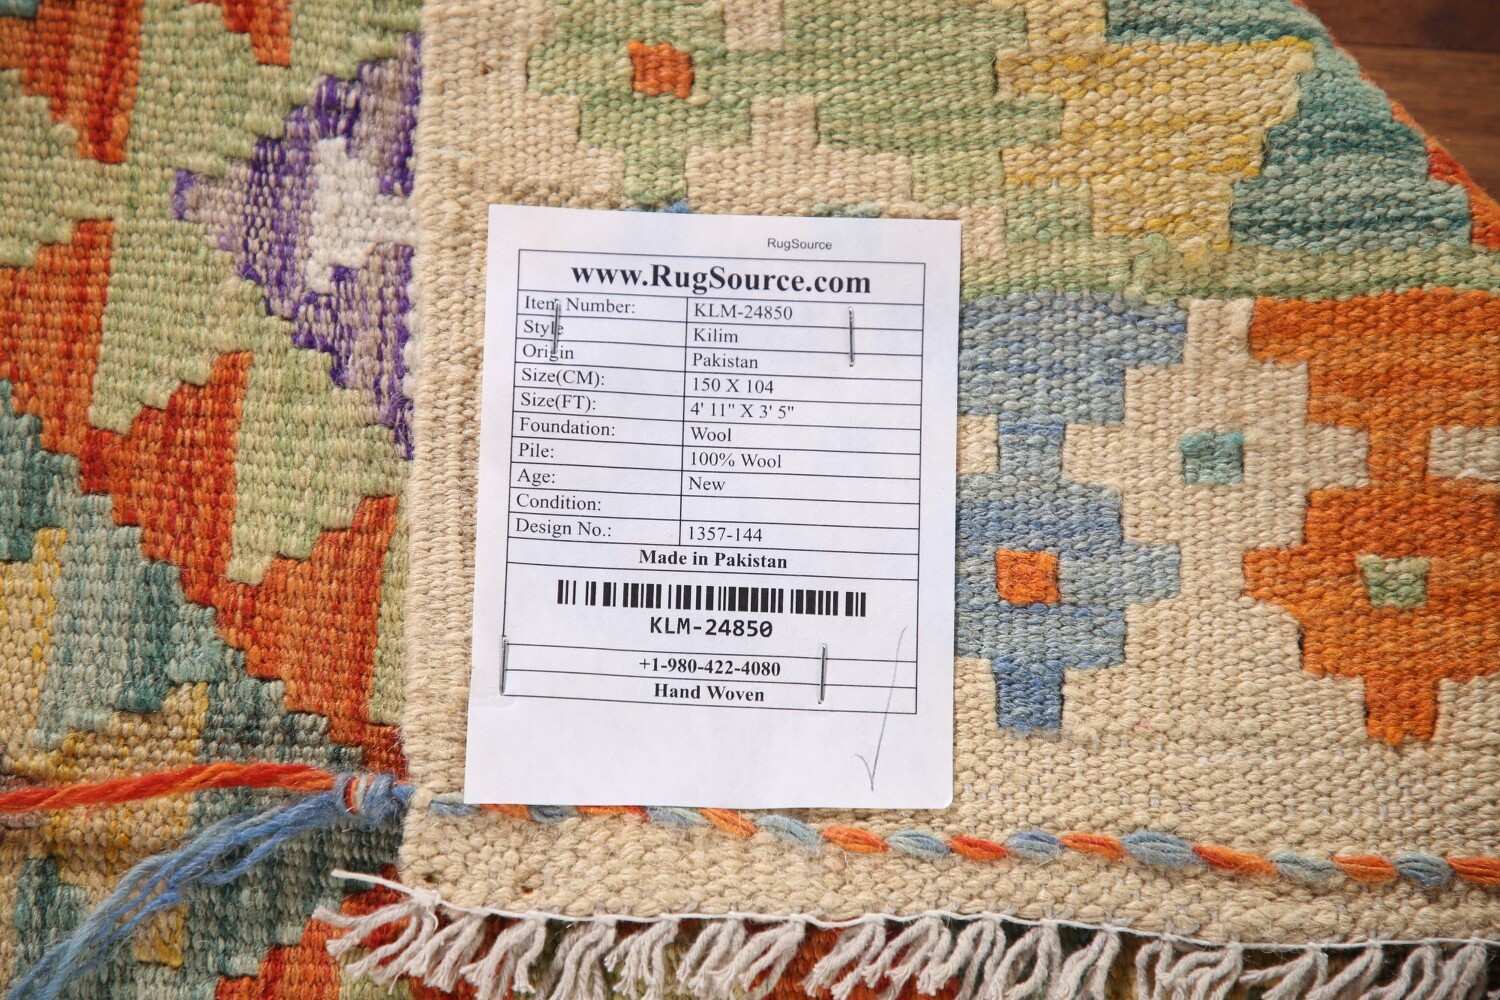 RugSource
www.RugSource.com
Item Number: KLM-24850
Style Kilim
Origin Pakistan
Size(CM): 150 X 104
Size(FT): 4' 11" X 3' 5"
Foundation: Wool
Pile: 100% Wool
Age: New
Condition:
Design No.: 1357-144
Made in Pakistan
KLM-24850
+1-980-422-4080
Hand Woven